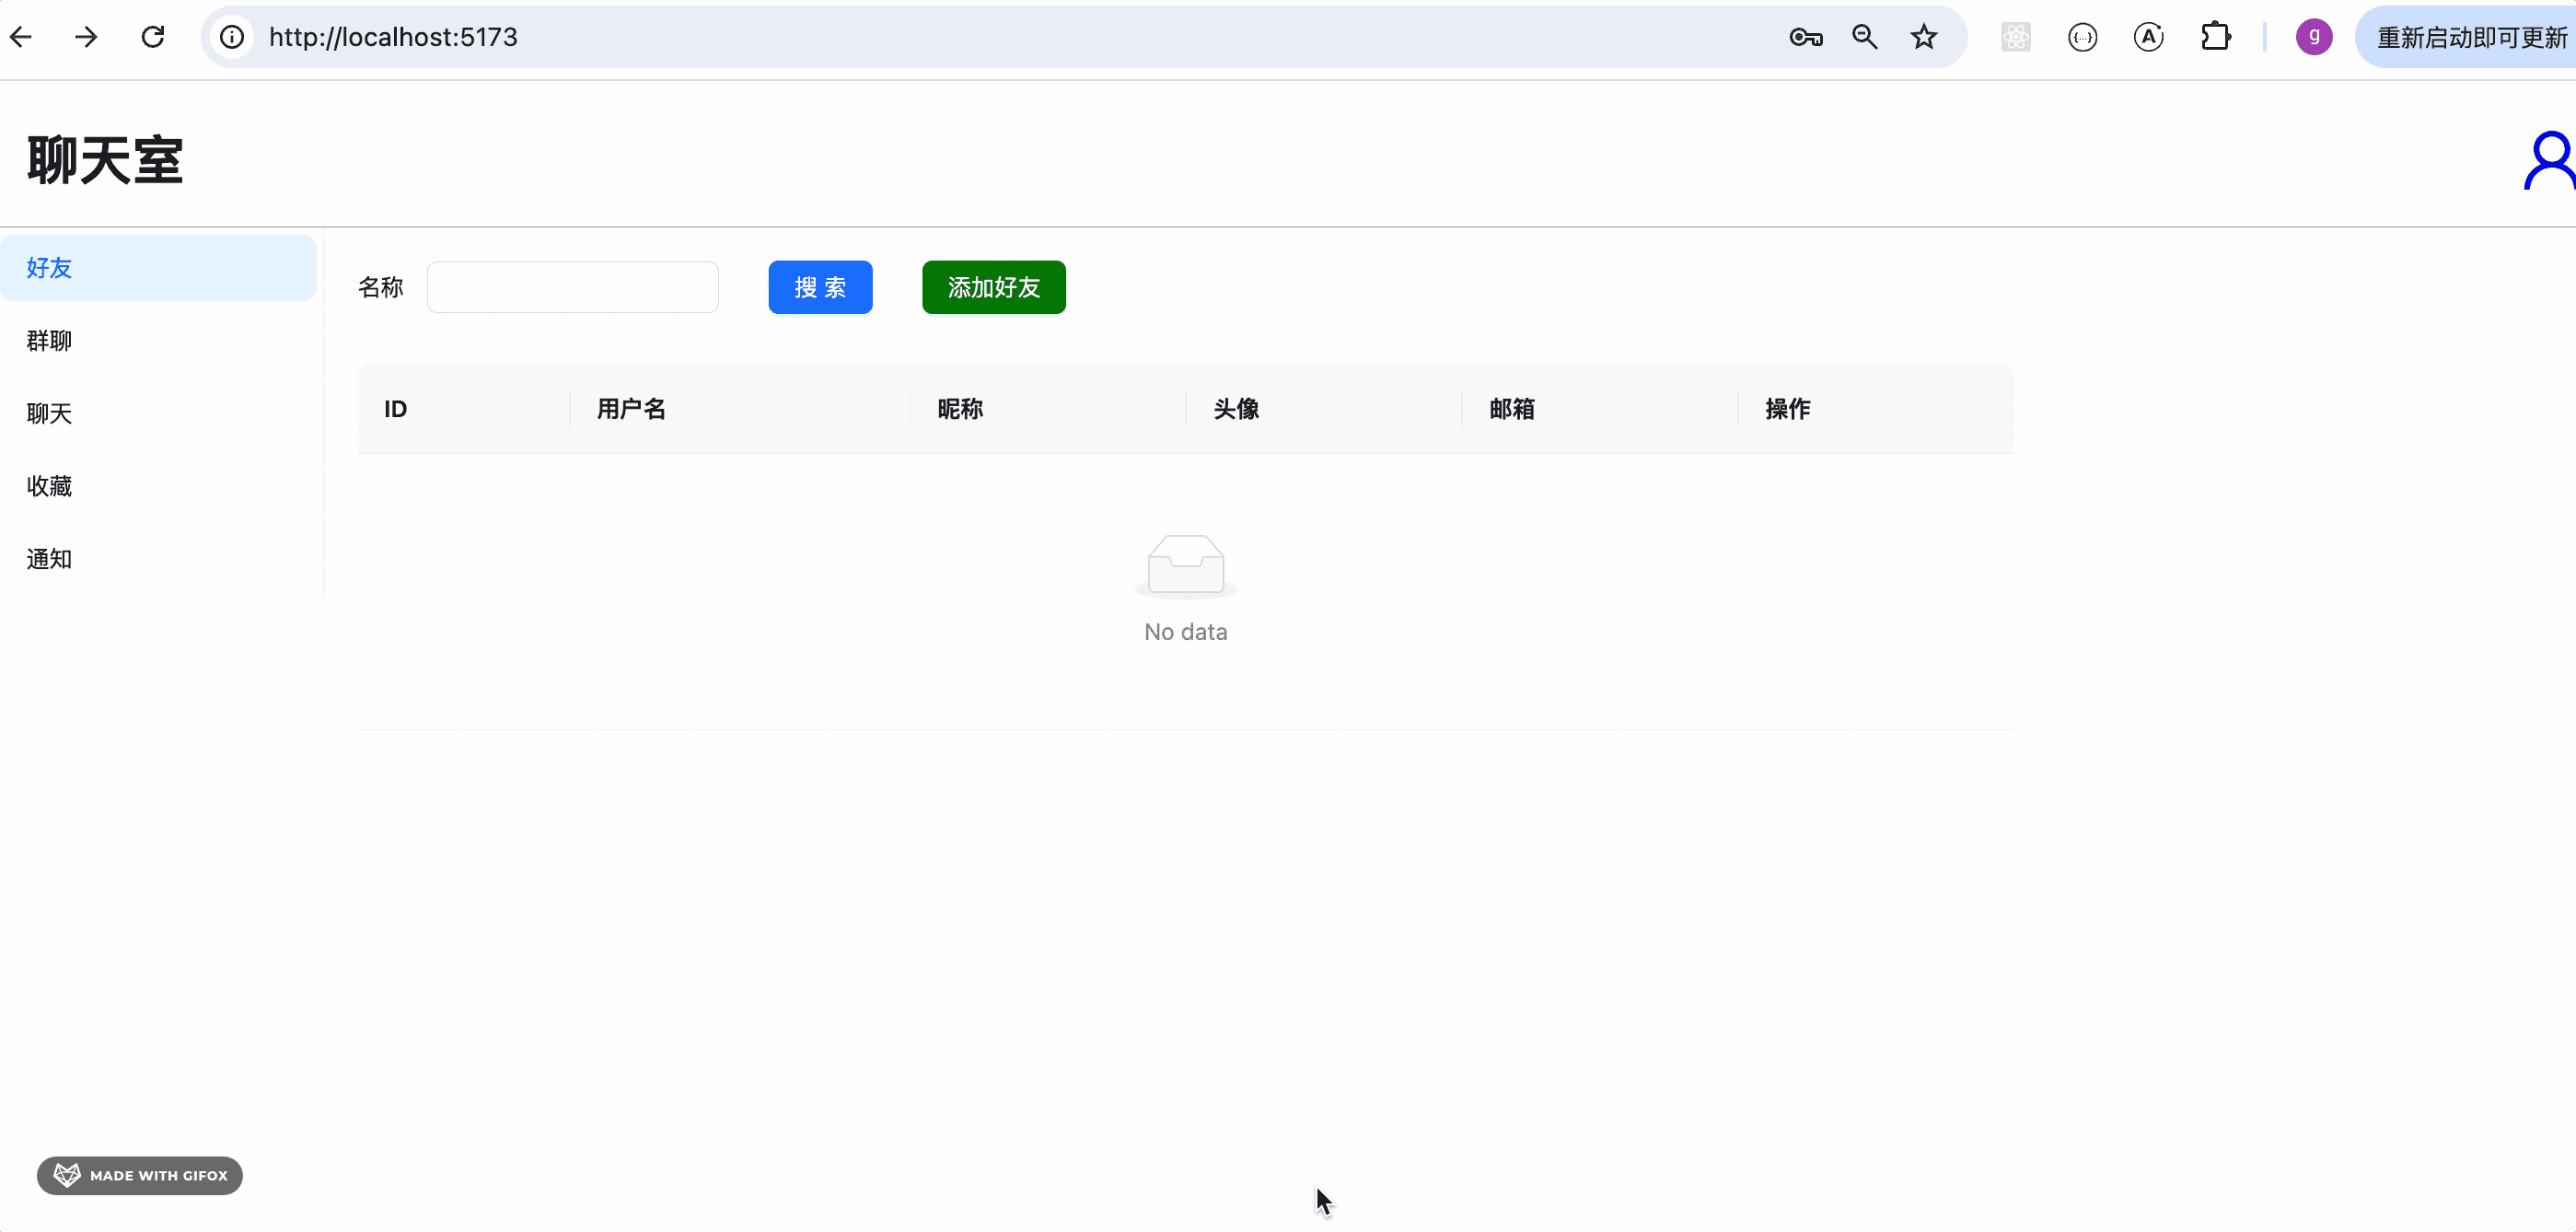 http://localhost:5173
g
重新启动即可更新
聊天室
好友
群聊
聊天
收藏
通知
名称
搜 索
添加好友
ID 用户名 昵称 头像 邮箱 操作
No data
MADE WITH GIFOX